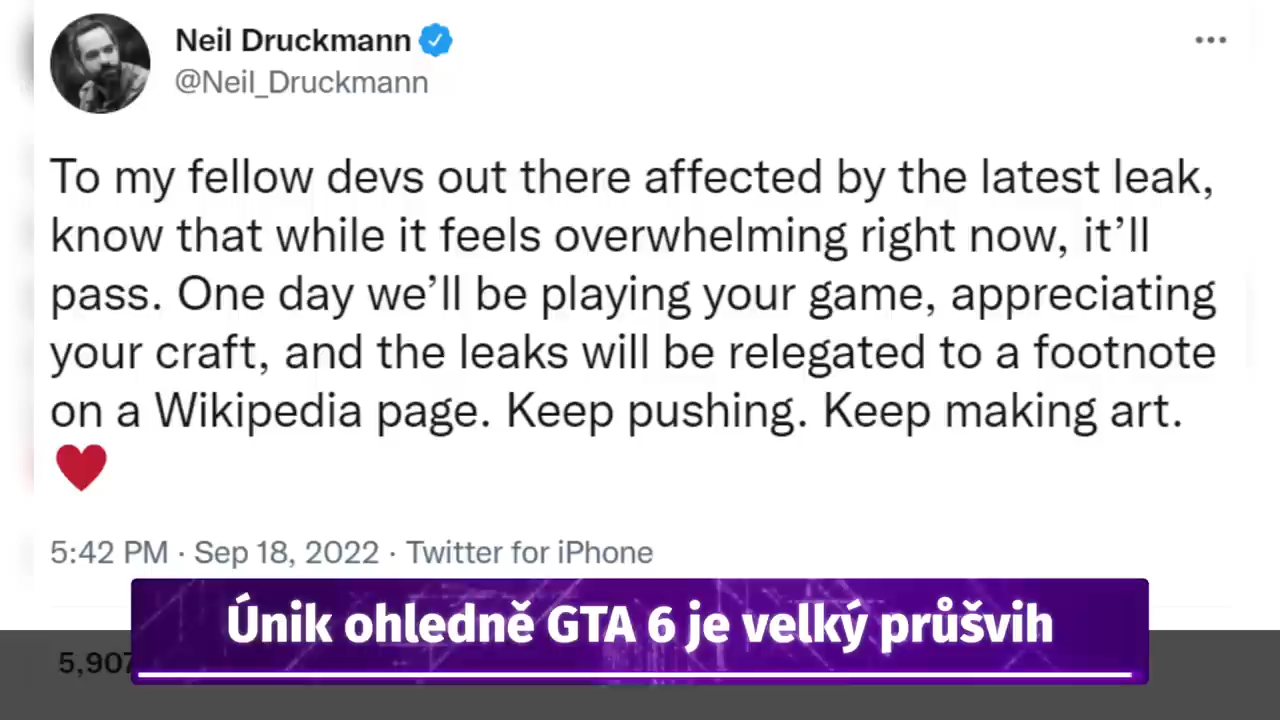 Neil Druckmann
@Neil_Druckmann
To my fellow devs out there affected by the latest leak,
know that while it feels overwhelming right now, it’ll
pass. One day we’ll be playing your game, appreciating
your craft, and the leaks will be relegated to a footnote
on a Wikipedia page. Keep pushing. Keep making art.
5:42 PM · Sep 18, 2022 · Twitter for iPhone
Únik ohledně GTA 6 je velký průšvih
5,907